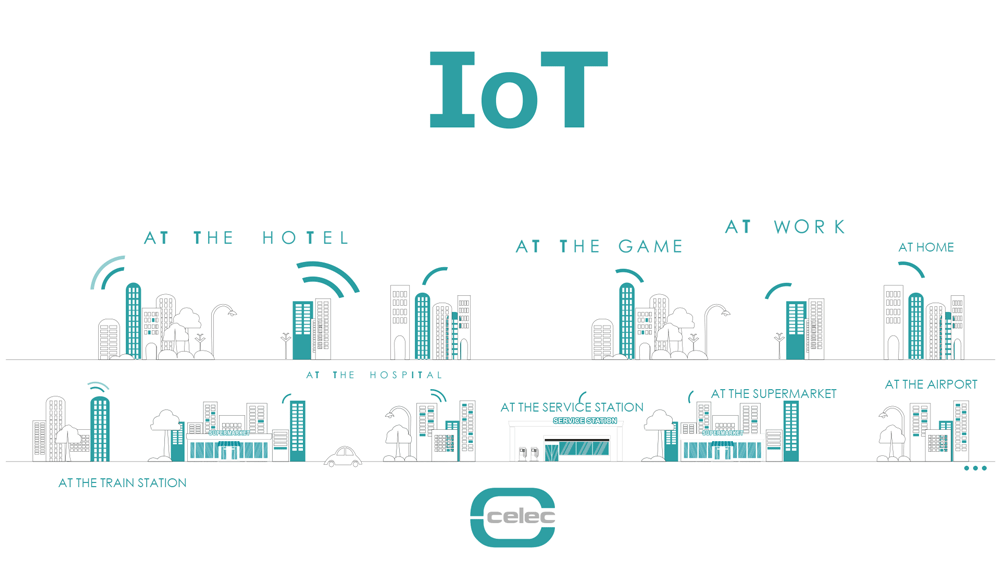 IoT
AT WORK
AT THE HOTEL
AT THE GAME
AT HOME
AT THE HOSPITAL
AT THE AIRPORT
AT THE SUPERMARKET
AT THE SERVICE STATION
SERVICE STATION
SUPERMARKET
SUPERMARKET
AT THE TRAIN STATION
celec